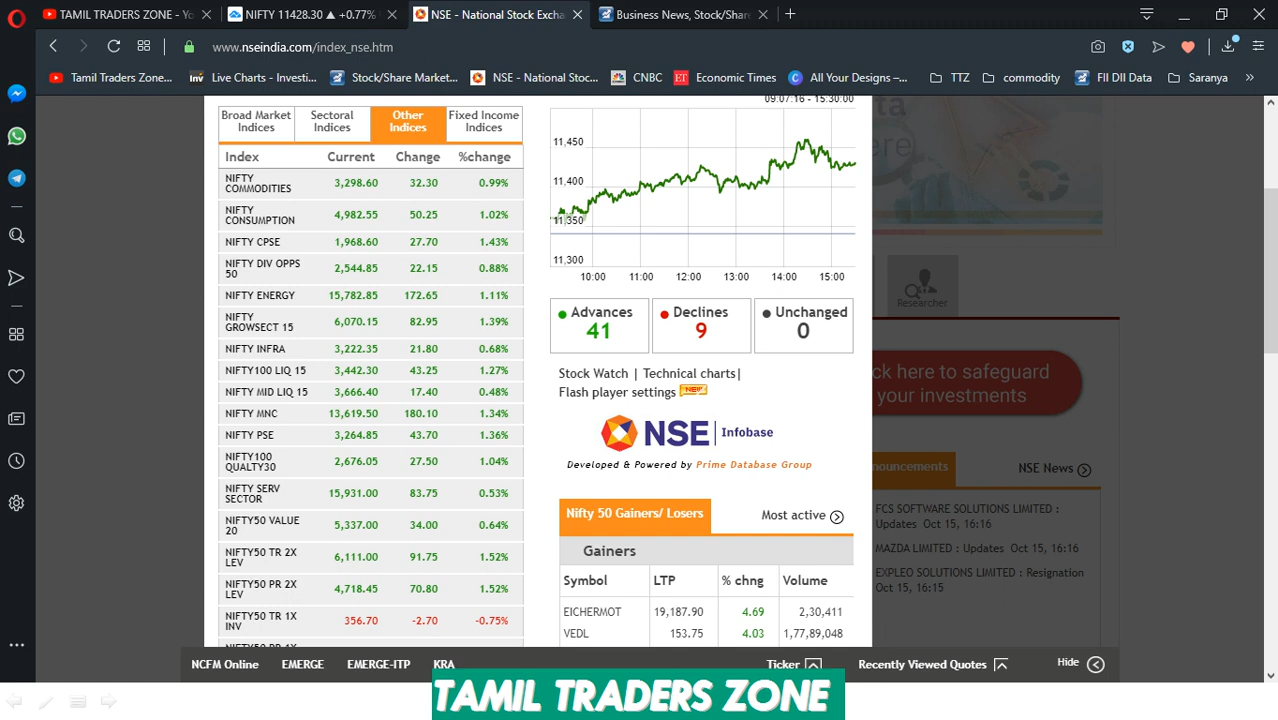 TAMIL TRADERS ZONE - Yo
NIFTY 11428.30 ▲ +0.77%
NSE - National Stock Excha
Business News, Stock/Share
www.nseindia.com/index_nse.htm
Tamil Traders Zone...
Inv Live Charts - Investi...
Stock/Share Market...
NSE - National Stoc...
CNBC
ET Economic Times
C All Your Designs –...
TTZ
commodity
FII DII Data
Saranya
»
Broad Market Indices
Sectoral Indices
Other Indices
Fixed Income Indices
Index Current Change %change
NIFTY COMMODITIES 3,298.60 32.30 0.99%
NIFTY CONSUMPTION 4,982.55 50.25 1.02%
NIFTY CPSE 1,968.60 27.70 1.43%
NIFTY DIV OPPS 50 2,544.85 22.15 0.88%
NIFTY ENERGY 15,782.85 172.65 1.11%
NIFTY GROWSECT 15 6,070.15 82.95 1.39%
NIFTY INFRA 3,222.35 21.80 0.68%
NIFTY100 LIQ 15 3,442.30 43.25 1.27%
NIFTY MID LIQ 15 3,666.40 17.40 0.48%
NIFTY MNC 13,619.50 180.10 1.34%
NIFTY PSE 3,264.85 43.70 1.36%
NIFTY100 QUALTY30 2,676.05 27.50 1.04%
NIFTY SERV SECTOR 15,931.00 83.75 0.53%
NIFTY50 VALUE 20 5,337.00 34.00 0.64%
NIFTY50 TR 2X LEV 6,111.00 91.75 1.52%
NIFTY50 PR 2X LEV 4,718.45 70.80 1.52%
NIFTY50 TR 1X INV 356.70 -2.70 -0.75%
09:07:16 - 15:30:00
11,450
11,400
11,350
11,300
10:00 11:00 12:00 13:00 14:00 15:00
Advances 41
Declines 9
Unchanged 0
Stock Watch | Technical charts|
Flash player settings NEW
NSE | Infobase
Developed & Powered by Prime Database Group
Nifty 50 Gainers/ Losers
Most active
Gainers
Symbol LTP % chng Volume
EICHERMOT 19,187.90 4.69 2,30,411
VEDL 153.75 4.03 1,77,89,048
Researcher
ck here to safeguard
your investments
nouncements
NSE News
FCS SOFTWARE SOLUTIONS LIMITED :
Updates Oct 15, 16:16
MAZDA LIMITED : Updates Oct 15, 16:16
EXPLEO SOLUTIONS LIMITED : Resignation
Oct 15, 16:15
NCFM Online
EMERGE
EMERGE-ITP
KRA
Ticker
Recently Viewed Quotes
Hide
TAMIL TRADERS ZONE